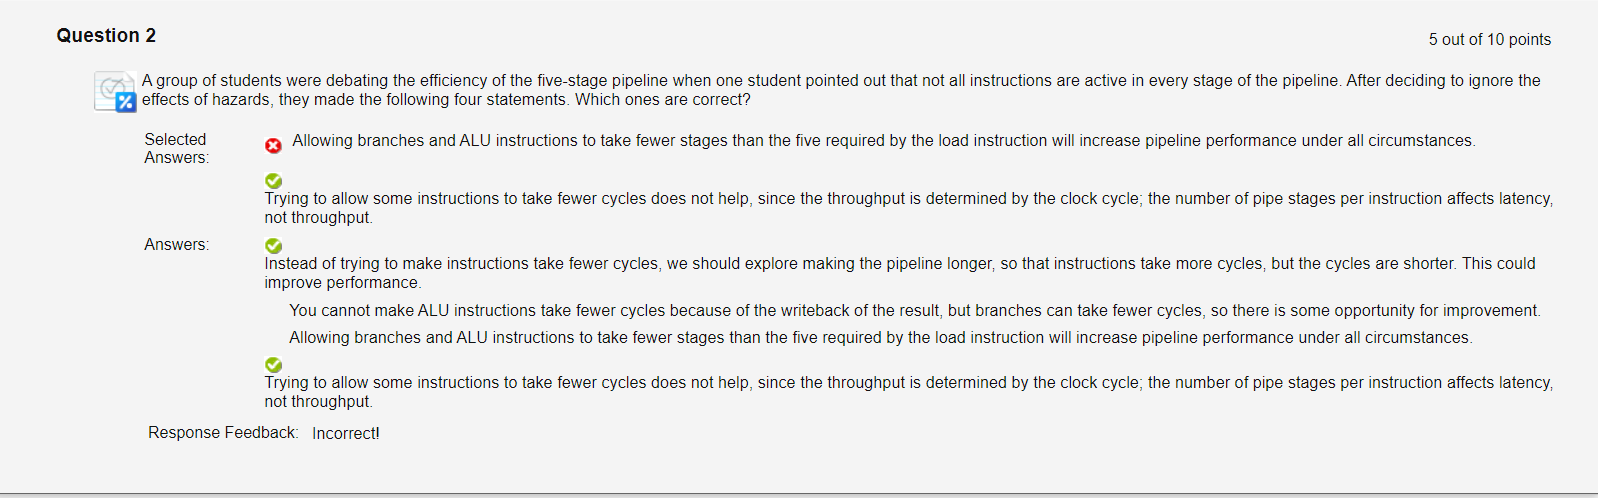 Question 2
5 out of 10 points
A group of students were debating the efficiency of the five-stage pipeline when one student pointed out that not all instructions are active in every stage of the pipeline. After deciding to ignore the
effects of hazards, they made the following four statements. Which ones are correct?
Selected
Answers:
Allowing branches and ALU instructions to take fewer stages than the five required by the load instruction will increase pipeline performance under all circumstances.
Trying to allow some instructions to take fewer cycles does not help, since the throughput is determined by the clock cycle; the number of pipe stages per instruction affects latency,
not throughput.
Answers:
Instead of trying to make instructions take fewer cycles, we should explore making the pipeline longer, so that instructions take more cycles, but the cycles are shorter. This could
improve performance.
You cannot make ALU instructions take fewer cycles because of the writeback of the result, but branches can take fewer cycles, so there is some opportunity for improvement.
Allowing branches and ALU instructions to take fewer stages than the five required by the load instruction will increase pipeline performance under all circumstances.
Trying to allow some instructions to take fewer cycles does not help, since the throughput is determined by the clock cycle; the number of pipe stages per instruction affects latency,
not throughput.
Response Feedback: Incorrect!